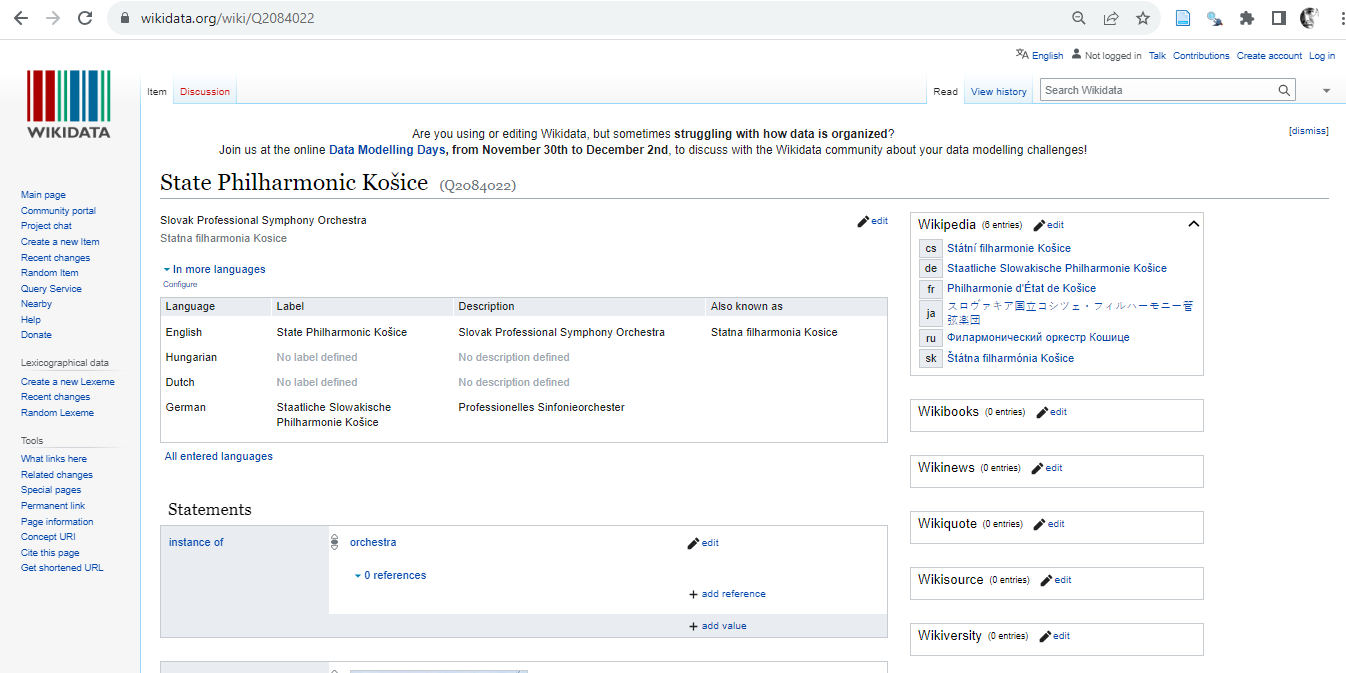 wikidata.org/wiki/Q2084022
English Not logged in Talk Contributions Create account Log in
WIKIDATA
Item Discussion Read View history Search Wikidata
Are you using or editing Wikidata, but sometimes struggling with how data is organized?
[dismiss]
Join us at the online Data Modelling Days, from November 30th to December 2nd, to discuss with the Wikidata community about your data modelling challenges!
Main page
Community portal
Project chat
Create a new Item
Recent changes
Random Item
Query Service
Nearby
Help
Donate
Lexicographical data
Create a new Lexeme
Recent changes
Random Lexeme
Tools
What links here
Related changes
Special pages
Permanent link
Page information
Concept URI
Cite this page
Get shortened URL
State Philharmonic Košice (Q2084022)
Slovak Professional Symphony Orchestra edit
Statna filharmonia Kosice
In more languages
Configure
Language Label Description Also known as
English State Philharmonic Košice Slovak Professional Symphony Orchestra Statna filharmonia Kosice
Hungarian No label defined No description defined
Dutch No label defined No description defined
German Staatliche Slowakische Professionelles Sinfonieorchester
Philharmonie Košice
All entered languages
Statements
instance of orchestra edit
0 references
+ add reference
+ add value
Wikipedia (6 entries) edit
cs Státní filharmonie Košice
de Staatliche Slowakische Philharmonie Košice
fr Philharmonie d'État de Košice
ja スロヴァキア国立コシツェ・フィルハーモニー管
弦楽団
ru Филармонический оркестр Кошице
sk Štátna filharmónia Košice
Wikibooks (0 entries) edit
Wikinews (0 entries) edit
Wikiquote (0 entries) edit
Wikisource (0 entries) edit
Wikiversity (0 entries) edit